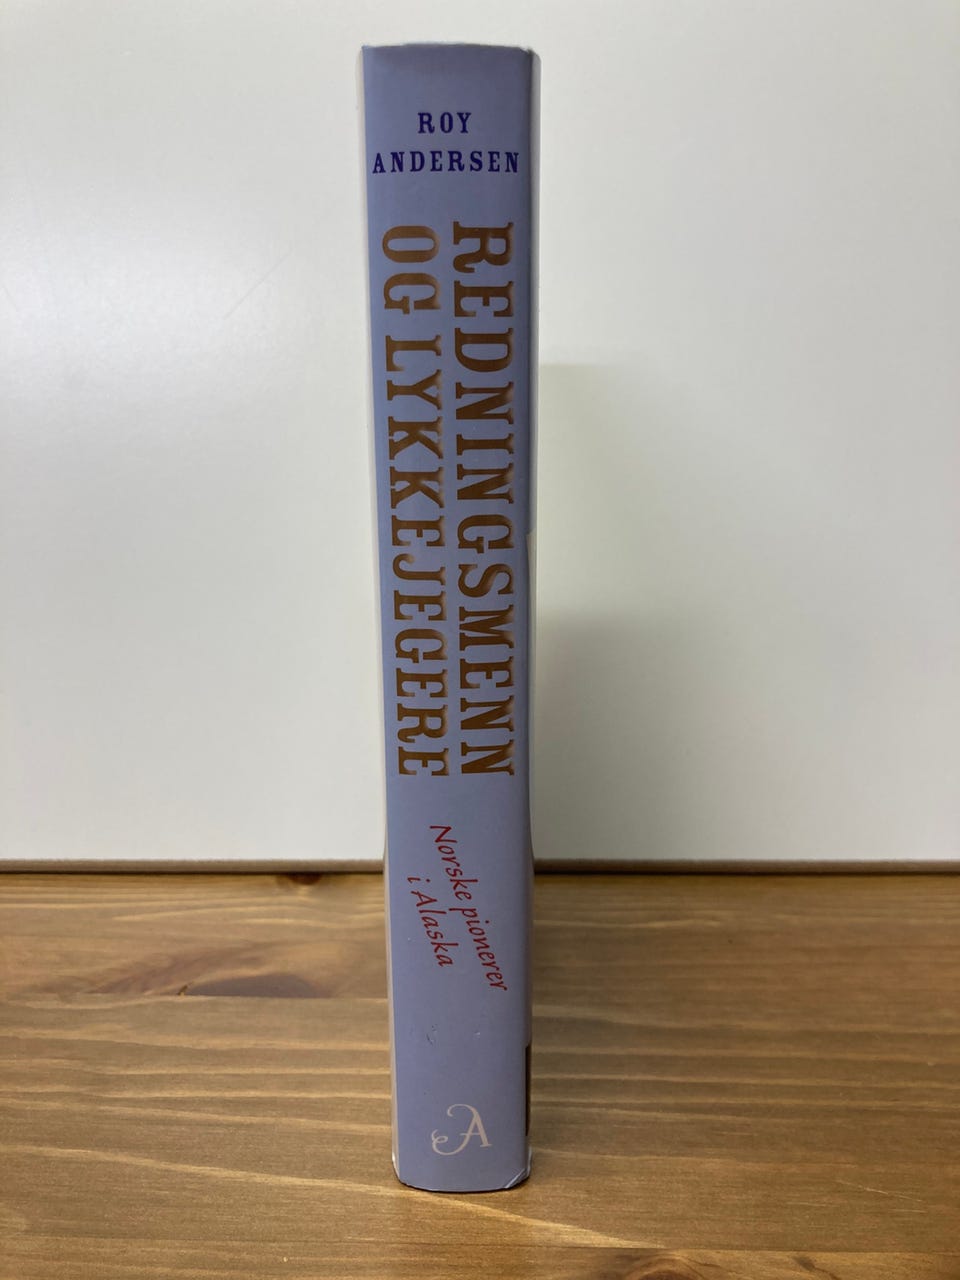 ROY
ANDERSEN
REDNINGSMENN
OG LYKKEJEGERE
Norske pionerer
i Alaska
A